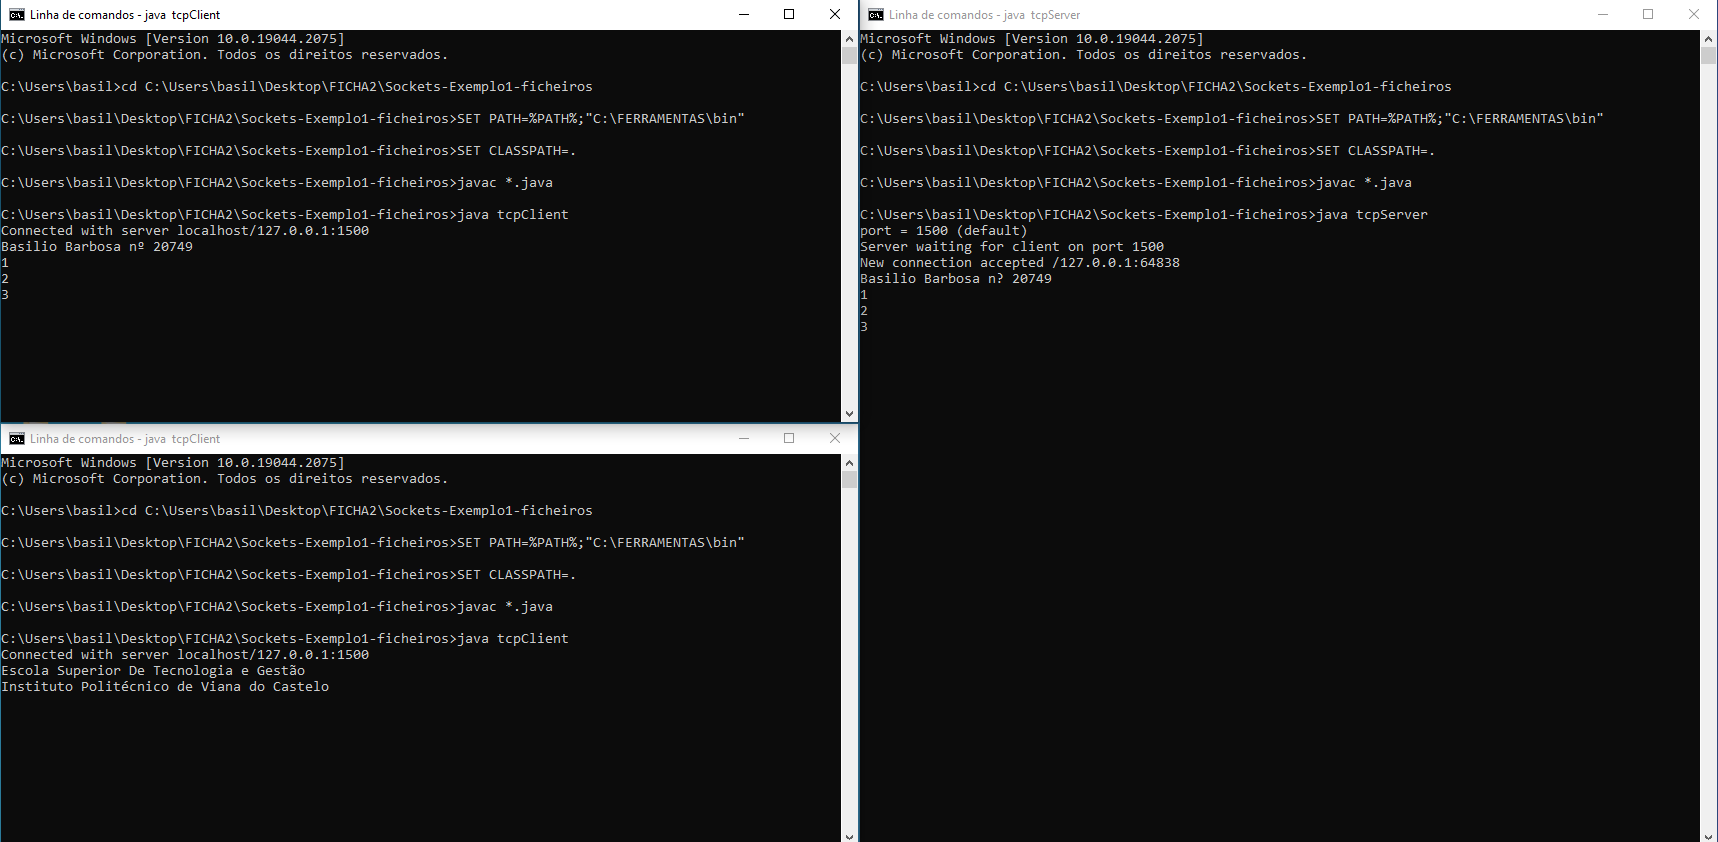 Linha de comandos - java  tcpClient
Microsoft Windows [Version 10.0.19044.2075]
(c) Microsoft Corporation. Todos os direitos reservados.
C:\Users\basil>cd C:\Users\basil\Desktop\FICHA2\Sockets-Exemplo1-ficheiros
C:\Users\basil\Desktop\FICHA2\Sockets-Exemplo1-ficheiros>SET PATH=%PATH%;"C:\FERRAMENTAS\bin"
C:\Users\basil\Desktop\FICHA2\Sockets-Exemplo1-ficheiros>SET CLASSPATH=.
C:\Users\basil\Desktop\FICHA2\Sockets-Exemplo1-ficheiros>javac *.java
C:\Users\basil\Desktop\FICHA2\Sockets-Exemplo1-ficheiros>java tcpClient
Connected with server localhost/127.0.0.1:1500
Basilio Barbosa nº 20749
1
2
3
Linha de comandos - java  tcpClient
Microsoft Windows [Version 10.0.19044.2075]
(c) Microsoft Corporation. Todos os direitos reservados.
C:\Users\basil>cd C:\Users\basil\Desktop\FICHA2\Sockets-Exemplo1-ficheiros
C:\Users\basil\Desktop\FICHA2\Sockets-Exemplo1-ficheiros>SET PATH=%PATH%;"C:\FERRAMENTAS\bin"
C:\Users\basil\Desktop\FICHA2\Sockets-Exemplo1-ficheiros>SET CLASSPATH=.
C:\Users\basil\Desktop\FICHA2\Sockets-Exemplo1-ficheiros>javac *.java
C:\Users\basil\Desktop\FICHA2\Sockets-Exemplo1-ficheiros>java tcpClient
Connected with server localhost/127.0.0.1:1500
Escola Superior De Tecnologia e Gestão
Instituto Politécnico de Viana do Castelo
Linha de comandos - java  tcpServer
Microsoft Windows [Version 10.0.19044.2075]
(c) Microsoft Corporation. Todos os direitos reservados.
C:\Users\basil>cd C:\Users\basil\Desktop\FICHA2\Sockets-Exemplo1-ficheiros
C:\Users\basil\Desktop\FICHA2\Sockets-Exemplo1-ficheiros>SET PATH=%PATH%;"C:\FERRAMENTAS\bin"
C:\Users\basil\Desktop\FICHA2\Sockets-Exemplo1-ficheiros>SET CLASSPATH=.
C:\Users\basil\Desktop\FICHA2\Sockets-Exemplo1-ficheiros>javac *.java
C:\Users\basil\Desktop\FICHA2\Sockets-Exemplo1-ficheiros>java tcpServer
port = 1500 (default)
Server waiting for client on port 1500
New connection accepted /127.0.0.1:64838
Basilio Barbosa n? 20749
1
2
3